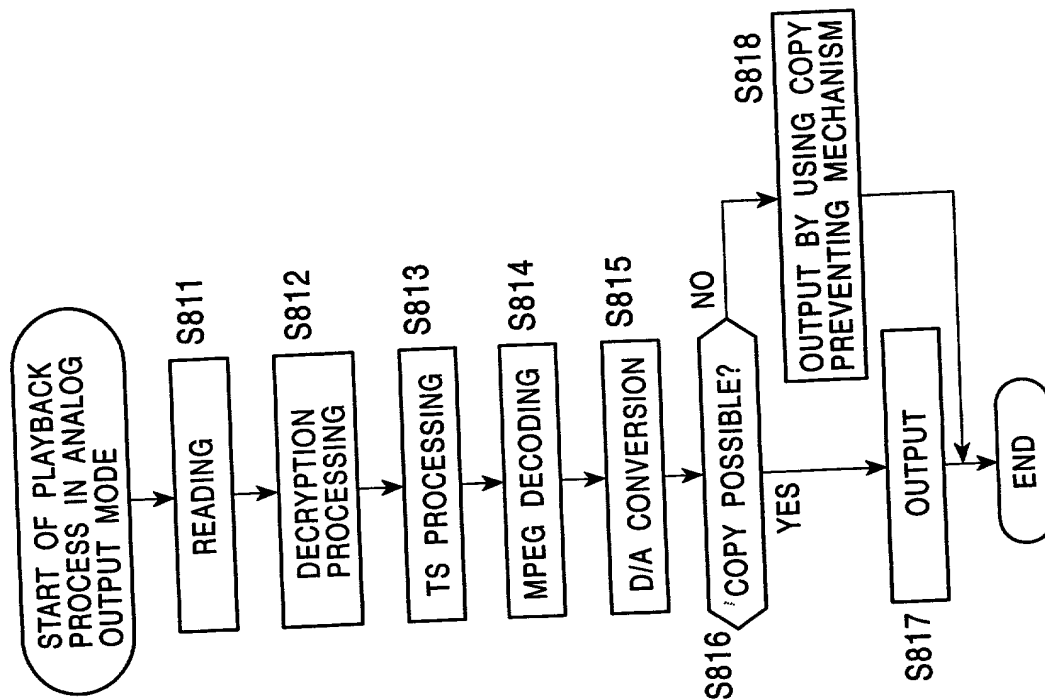 START OF PLAYBACK
PROCESS IN ANALOG
OUTPUT MODE
READING
S811
DECRYPTION
PROCESSING
S812
TS PROCESSING
S813
MPEG DECODING
S814
D/A CONVERSION
S815
COPY POSSIBLE?
S816
NO
YES
OUTPUT BY USING COPY
PREVENTING MECHANISM
S818
OUTPUT
S817
END